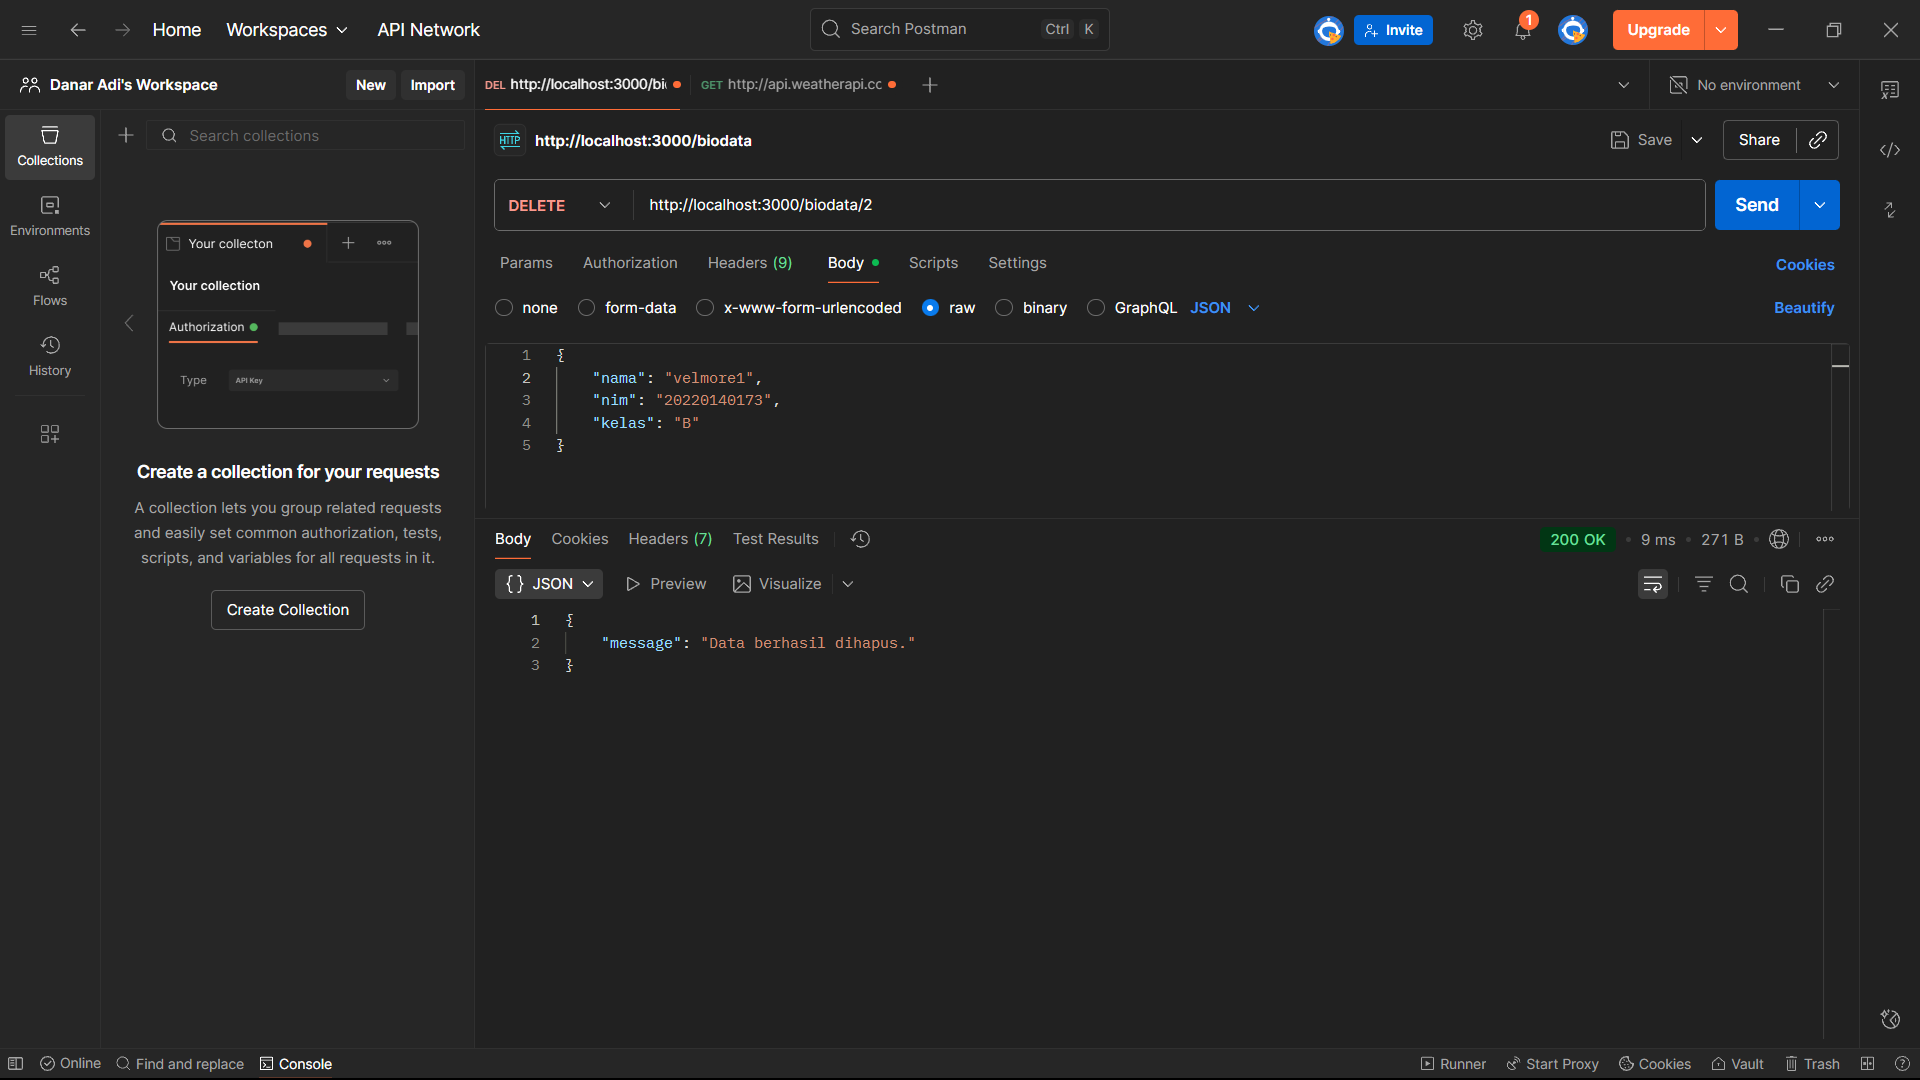 Home Workspaces API Network Search Postman Ctrl K Invite 1 Upgrade
Danar Adi's Workspace New Import DEL http://localhost:3000/bi GET http://api.weatherapi.cc No environment
Search collections
HTTP http://localhost:3000/biodata Save Share
Collections
Environments
Flows
History
DELETE http://localhost:3000/biodata/2 Send
Your collecton
Your collection
Authorization
Type API Key
Create a collection for your requests
A collection lets you group related requests
and easily set common authorization, tests,
scripts, and variables for all requests in it.
Create Collection
Params Authorization Headers (9) Body Scripts Settings Cookies
none form-data x-www-form-urlencoded raw binary GraphQL JSON Beautify
1 {
2 "nama": "velmore1",
3 "nim": "20220140173",
4 "kelas": "B"
5 }
Body Cookies Headers (7) Test Results 200 OK 9 ms 271 B
{} JSON Preview Visualize
1 {
2 "message": "Data berhasil dihapus."
3 }
Online Find and replace Console Runner Start Proxy Cookies Vault Trash